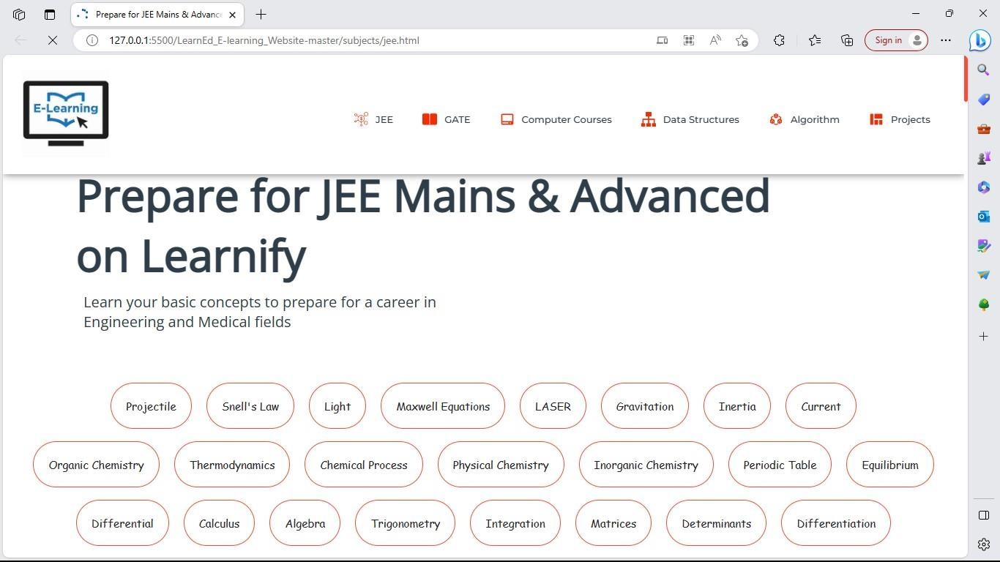 Prepare for JEE Mains & Advance
127.0.0.1:5500/LearnEd_E-learning_Website-master/subjects/jee.html
Sign in
E-Learning
JEE GATE Computer Courses Data Structures Algorithm Projects
Prepare for JEE Mains & Advanced
on Learnify
Learn your basic concepts to prepare for a career in
Engineering and Medical fields
Projectile Snell's Law Light Maxwell Equations LASER Gravitation Inertia Current
Organic Chemistry Thermodynamics Chemical Process Physical Chemistry Inorganic Chemistry Periodic Table Equilibrium
Differential Calculus Algebra Trigonometry Integration Matrices Determinants Differentiation